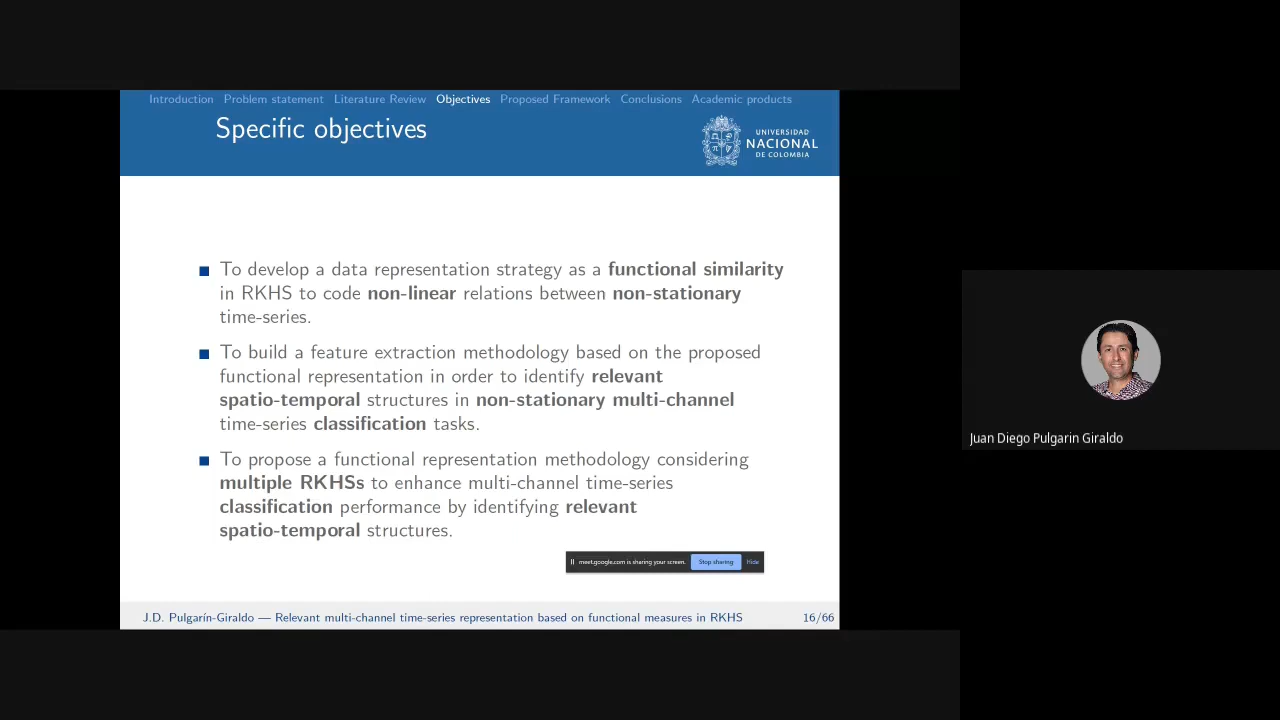 Introduction Problem statement Literature Review Objectives Proposed Framework Conclusions Academic products
Specific objectives
UNIVERSIDAD
NACIONAL
DE COLOMBIA
To develop a data representation strategy as a functional similarity
in RKHS to code non-linear relations between non-stationary
time-series.
To build a feature extraction methodology based on the proposed
functional representation in order to identify relevant
spatio-temporal structures in non-stationary multi-channel
time-series classification tasks.
To propose a functional representation methodology considering
multiple RKHSs to enhance multi-channel time-series
classification performance by identifying relevant
spatio-temporal structures.
meet.google.com is sharing your screen. Stop sharing Hide
J.D. Pulgarín-Giraldo — Relevant multi-channel time-series representation based on functional measures in RKHS 16/66
Juan Diego Pulgarin Giraldo